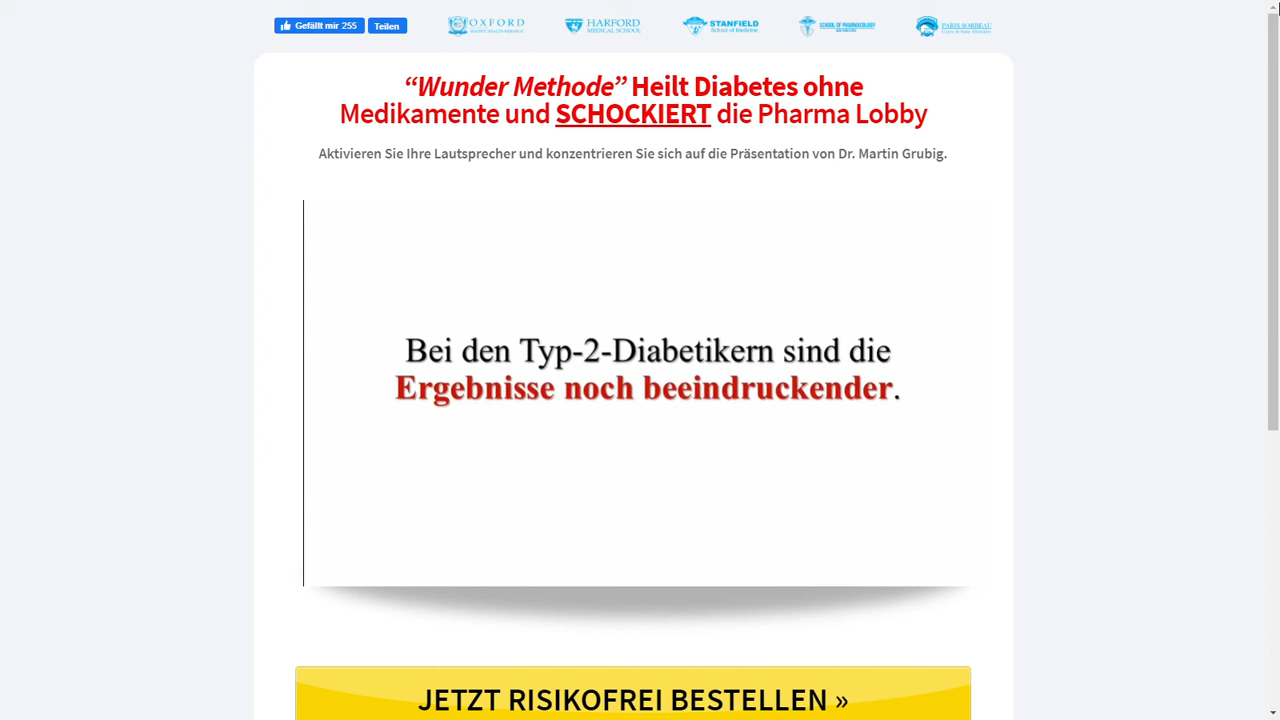 Gefällt mir 255 Teilen
OXFORD
HARFORD
MEDICAL SCHOOL
STANFIELD
School of Medicine
SCHOOL OF PHARMACOLOGY
PARIS SORBEAU
“Wunder Methode” Heilt Diabetes ohne
Medikamente und SCHOCKIERT die Pharma Lobby
Aktivieren Sie Ihre Lautsprecher und konzentrieren Sie sich auf die Präsentation von Dr. Martin Grubig.
Bei den Typ-2-Diabetikern sind die
Ergebnisse noch beeindruckender.
JETZT RISIKOFREI BESTELLEN »